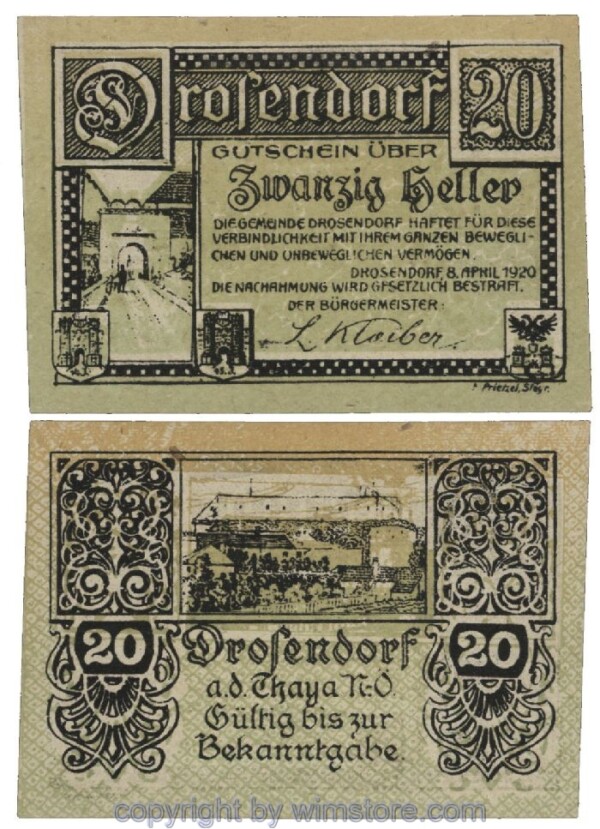 Drosendorf 20
GUTSCHEIN ÜBER
Zwanzig Heller
DIE GEMEINDE DROSENDORF HAFTET FÜR DIESE
VERBINDLICHKEIT MIT IHREM GANZEN BEWEGLI-
CHEN UND UNBEWEGLICHEN VERMÖGEN.
DROSENDORF, 8. APRIL 1920
DIE NACHAHMUNG WIRD GESETZLICH BESTRAFT.
DER BÜRGERMEISTER:
L. Klaiber
Prietzel, Steyr.
20 20
Drosendorf
a.d. Thaya N.-Ö.
Gültig bis zur
Bekanntgabe.
copyright by wimstore.com